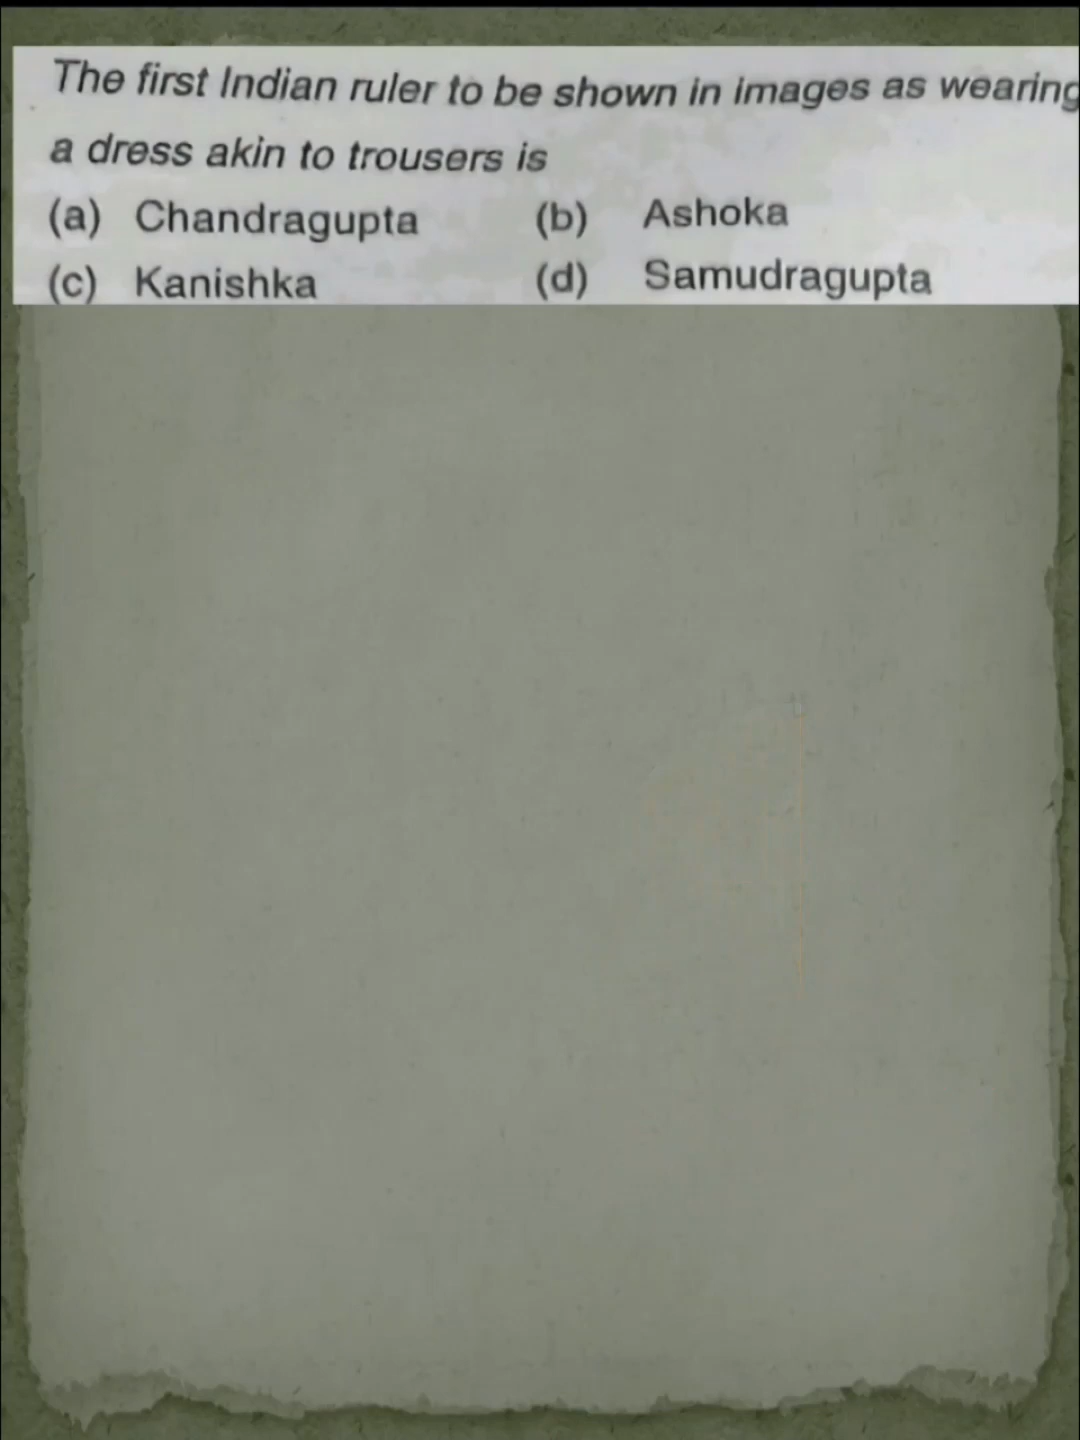 The first Indian ruler to be shown in images as wearing
a dress akin to trousers is
(a) Chandragupta (b) Ashoka
(c) Kanishka (d) Samudragupta